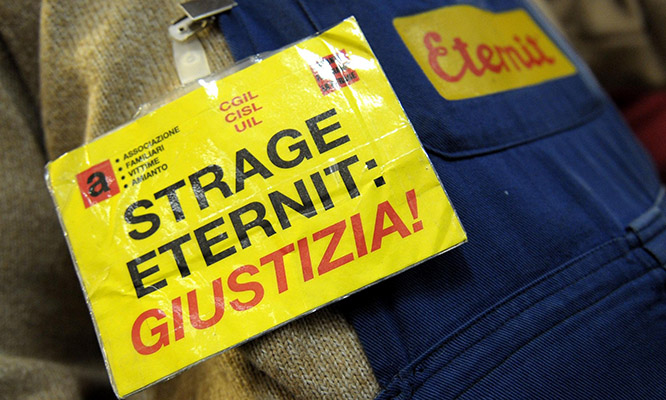 CGIL
CISL
UIL
a
ASSOCIAZIONE
FAMILIARI
VITTIME
AMIANTO
STRAGE
ETERNIT:
GIUSTIZIA!
Eternit